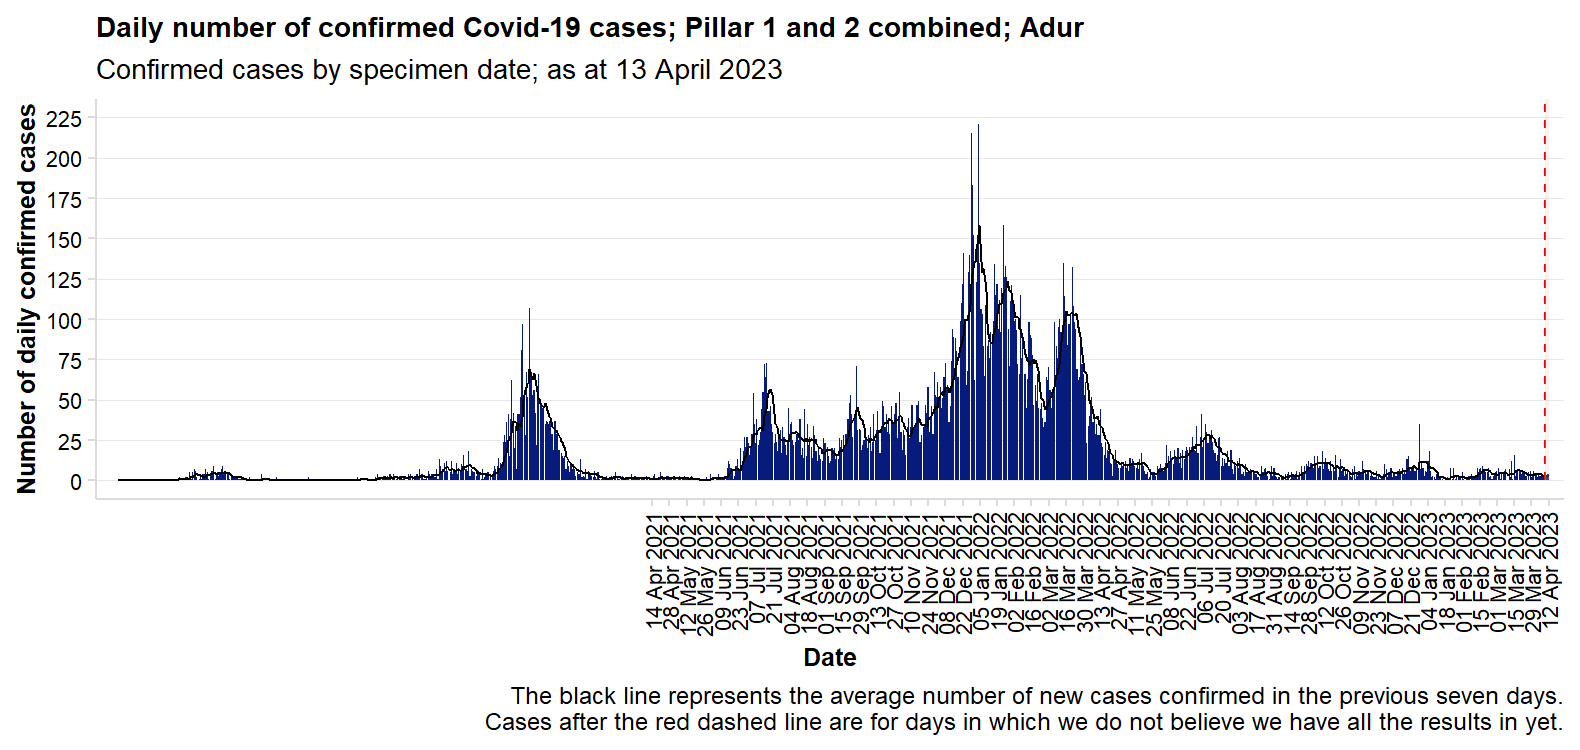 Daily number of confirmed Covid-19 cases; Pillar 1 and 2 combined; Adur
Confirmed cases by specimen date; as at 13 April 2023
Number of daily confirmed cases
225
200
175
150
125
100
75
50
25
0
14 Apr 2021
28 Apr 2021
12 May 2021
26 May 2021
09 Jun 2021
23 Jun 2021
07 Jul 2021
21 Jul 2021
04 Aug 2021
18 Aug 2021
01 Sep 2021
15 Sep 2021
29 Sep 2021
13 Oct 2021
27 Oct 2021
10 Nov 2021
24 Nov 2021
08 Dec 2021
22 Dec 2021
05 Jan 2022
19 Jan 2022
02 Feb 2022
16 Feb 2022
02 Mar 2022
16 Mar 2022
30 Mar 2022
13 Apr 2022
27 Apr 2022
11 May 2022
25 May 2022
08 Jun 2022
22 Jun 2022
06 Jul 2022
20 Jul 2022
03 Aug 2022
17 Aug 2022
31 Aug 2022
14 Sep 2022
28 Sep 2022
12 Oct 2022
26 Oct 2022
09 Nov 2022
23 Nov 2022
07 Dec 2022
21 Dec 2022
04 Jan 2023
18 Jan 2023
01 Feb 2023
15 Feb 2023
01 Mar 2023
15 Mar 2023
29 Mar 2023
12 Apr 2023
Date
The black line represents the average number of new cases confirmed in the previous seven days.
Cases after the red dashed line are for days in which we do not believe we have all the results in yet.